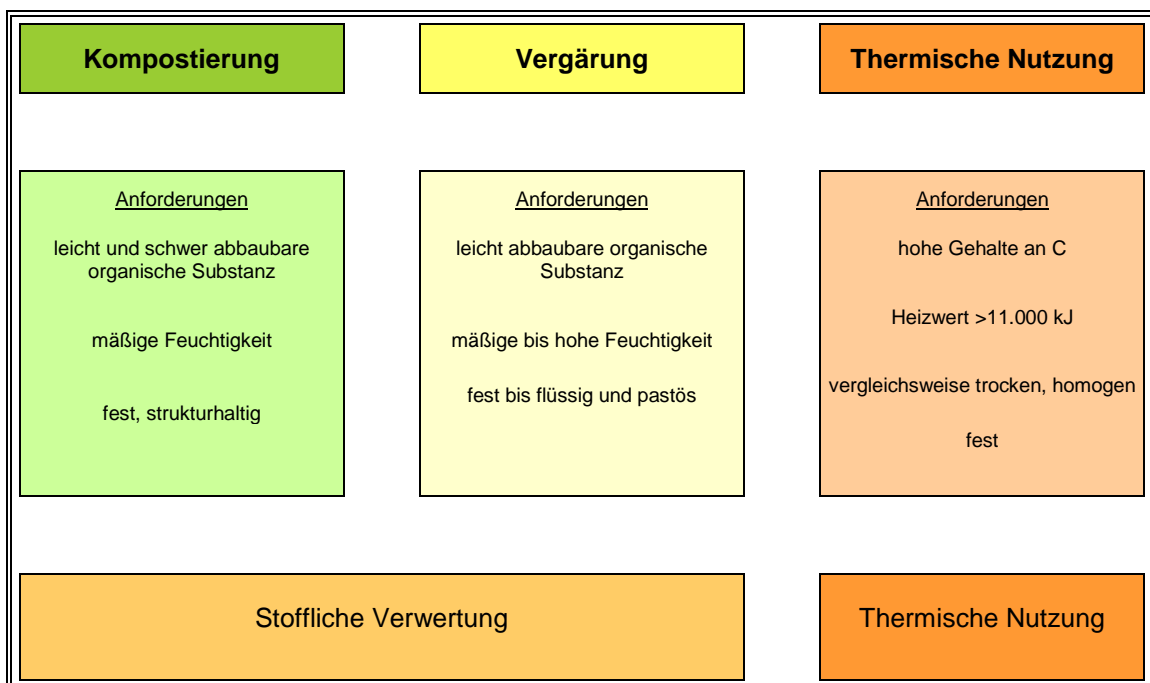 Kompostierung
Vergärung
Thermische Nutzung
Anforderungen
leicht und schwer abbaubare
organische Substanz
mäßige Feuchtigkeit
fest, strukturhaltig
Anforderungen
leicht abbaubare organische
Substanz
mäßige bis hohe Feuchtigkeit
fest bis flüssig und pastös
Anforderungen
hohe Gehalte an C
Heizwert >11.000 kJ
vergleichsweise trocken, homogen
fest
Stoffliche Verwertung
Thermische Nutzung